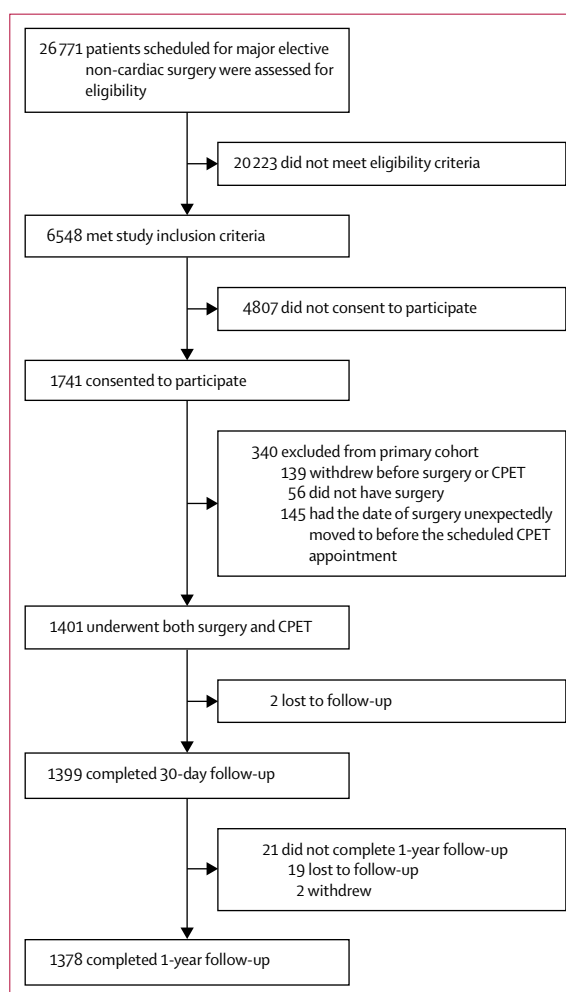 26 771 patients scheduled for major elective
non-cardiac surgery were assessed for
eligibility
20 223 did not meet eligibility criteria
6548 met study inclusion criteria
4807 did not consent to participate
1741 consented to participate
340 excluded from primary cohort
139 withdrew before surgery or CPET
56 did not have surgery
145 had the date of surgery unexpectedly
moved to before the scheduled CPET
appointment
1401 underwent both surgery and CPET
2 lost to follow-up
1399 completed 30-day follow-up
21 did not complete 1-year follow-up
19 lost to follow-up
2 withdrew
1378 completed 1-year follow-up